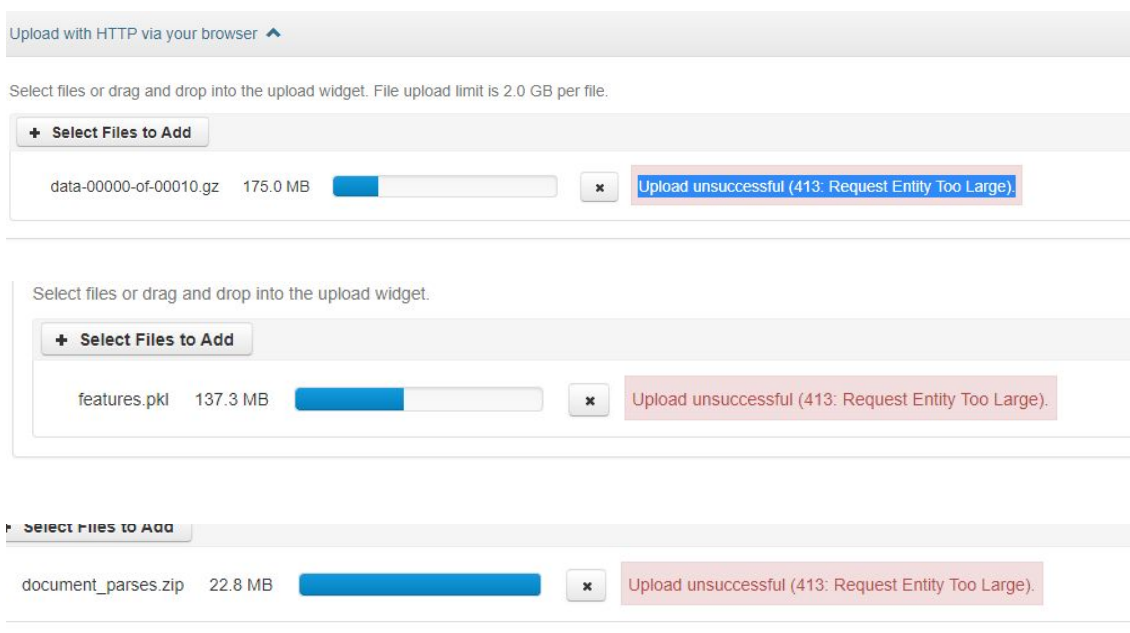 Upload with HTTP via your browser
Select files or drag and drop into the upload widget. File upload limit is 2.0 GB per file.
+ Select Files to Add
data-00000-of-00010.gz 175.0 MB x Upload unsuccessful (413: Request Entity Too Large).
Select files or drag and drop into the upload widget.
+ Select Files to Add
features.pkl 137.3 MB x Upload unsuccessful (413: Request Entity Too Large).
Select Files to Add
document_parses.zip 22.8 MB x Upload unsuccessful (413: Request Entity Too Large).